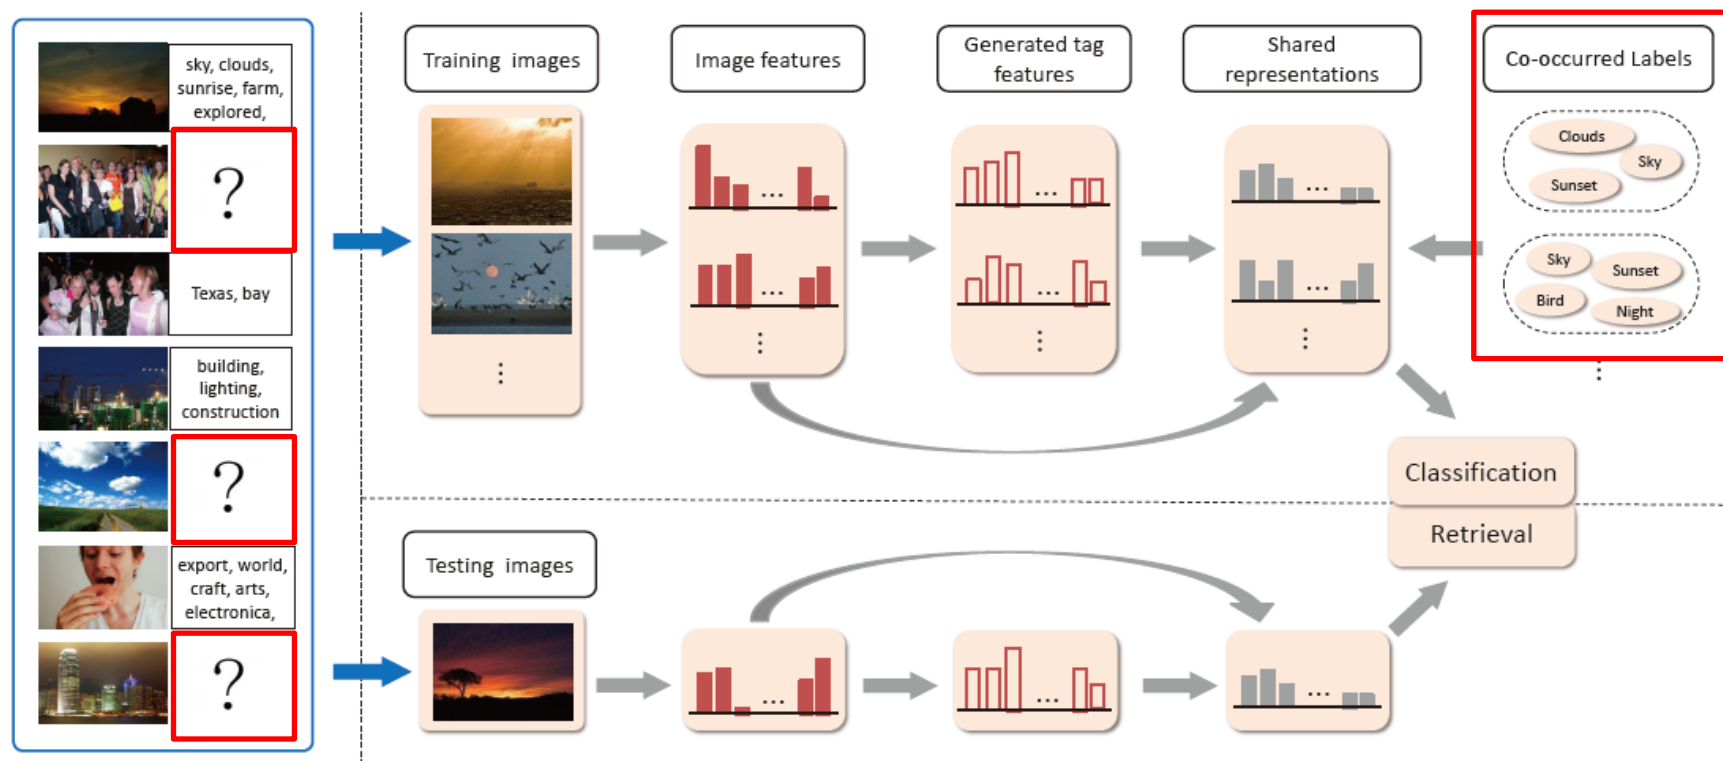 sky, clouds,
sunrise, farm,
explored,
?
Texas, bay
building,
lighting,
construction
?
export, world,
craft, arts,
electronica,
?
Training images
Image features
Generated tag
features
Shared
representations
Co-occurred Labels
...
...
...
Clouds
Sky
Sunset
...
...
...
Sky
Sunset
Bird
Night
Classification
Retrieval
Testing images
...
...
...